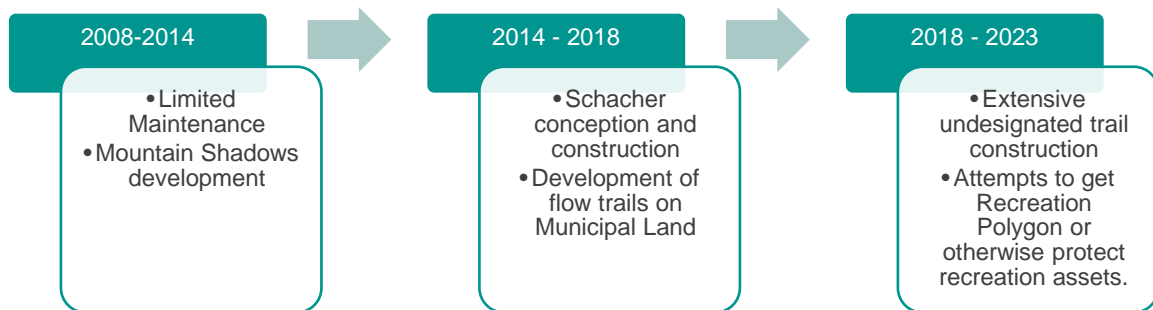 2008-2014
•Limited
Maintenance
•Mountain Shadows
development
2014 - 2018
•Schacher
conception and
construction
•Development of
flow trails on
Municipal Land
2018 - 2023
•Extensive
undesignated trail
construction
•Attempts to get
Recreation
Polygon or
otherwise protect
recreation assets.